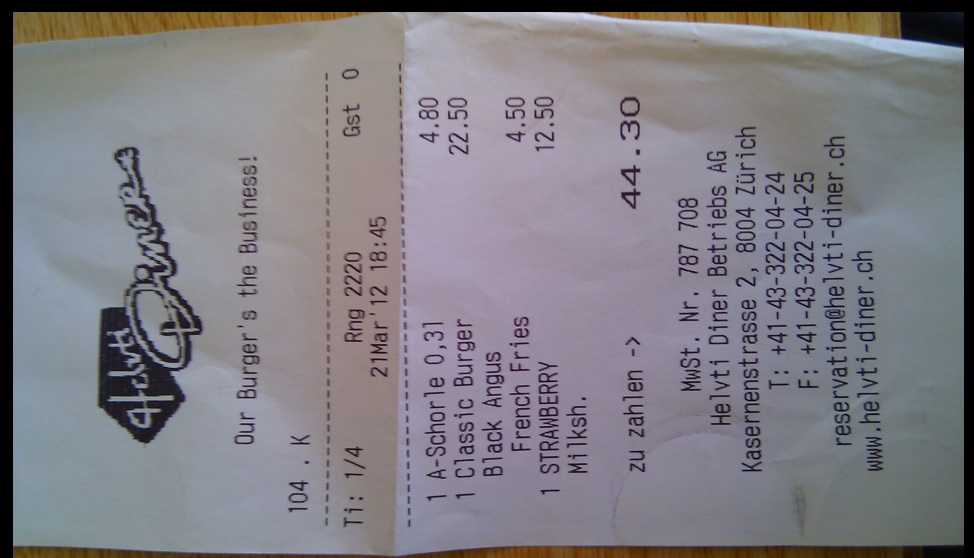 Helvti
Diner
Our Burger's the Business!
104 . K
Ti: 1/4 Rng 2220 Gst 0
21Mar'12 18:45
1 A-Schorle 0,3l 4.80
1 Classic Burger 22.50
Black Angus
French Fries 4.50
1 STRAWBERRY 12.50
Milksh.
zu zahlen -> 44.30
MwSt. Nr. 787 708
Helvti Diner Betriebs AG
Kasernenstrasse 2, 8004 Zürich
T: +41-43-322-04-24
F: +41-43-322-04-25
reservation@helvti-diner.ch
www.helvti-diner.ch